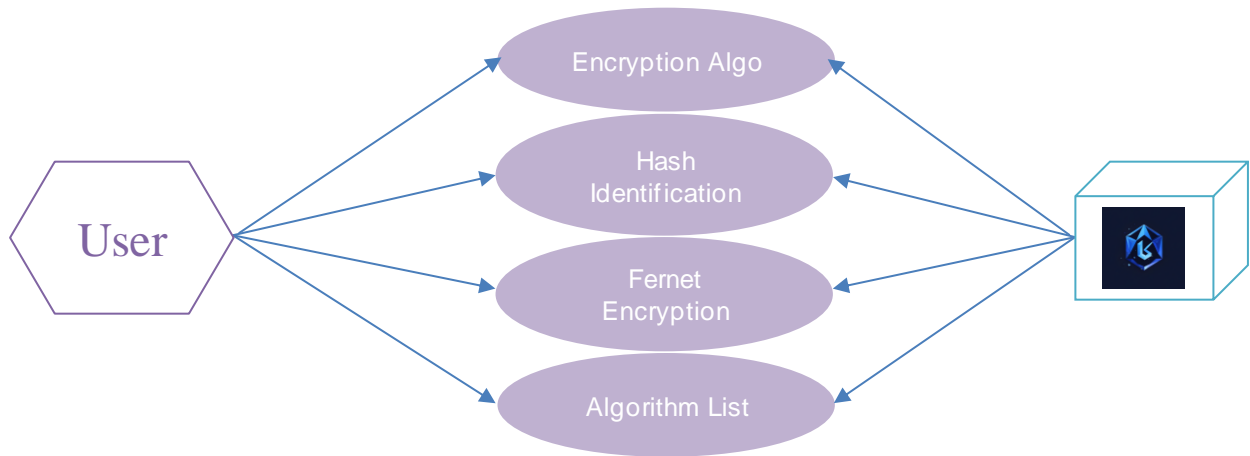 Encryption Algo
Hash
Identification
User
Fernet
Encryption
Algorithm List